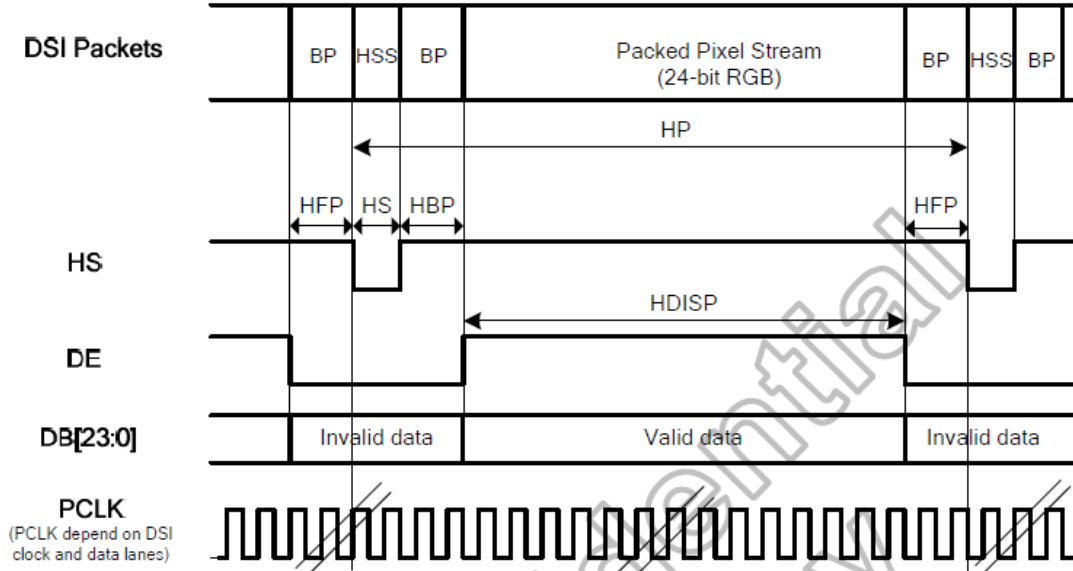 DSI Packets
BP HSS BP Packed Pixel Stream BP HSS BP
(24-bit RGB)
HP
HFP HS HBP HFP
HS
HDISP
DE
DB[23:0] Invalid data Valid data Invalid data
PCLK
(PCLK depend on DSI
clock and data lanes)
dential